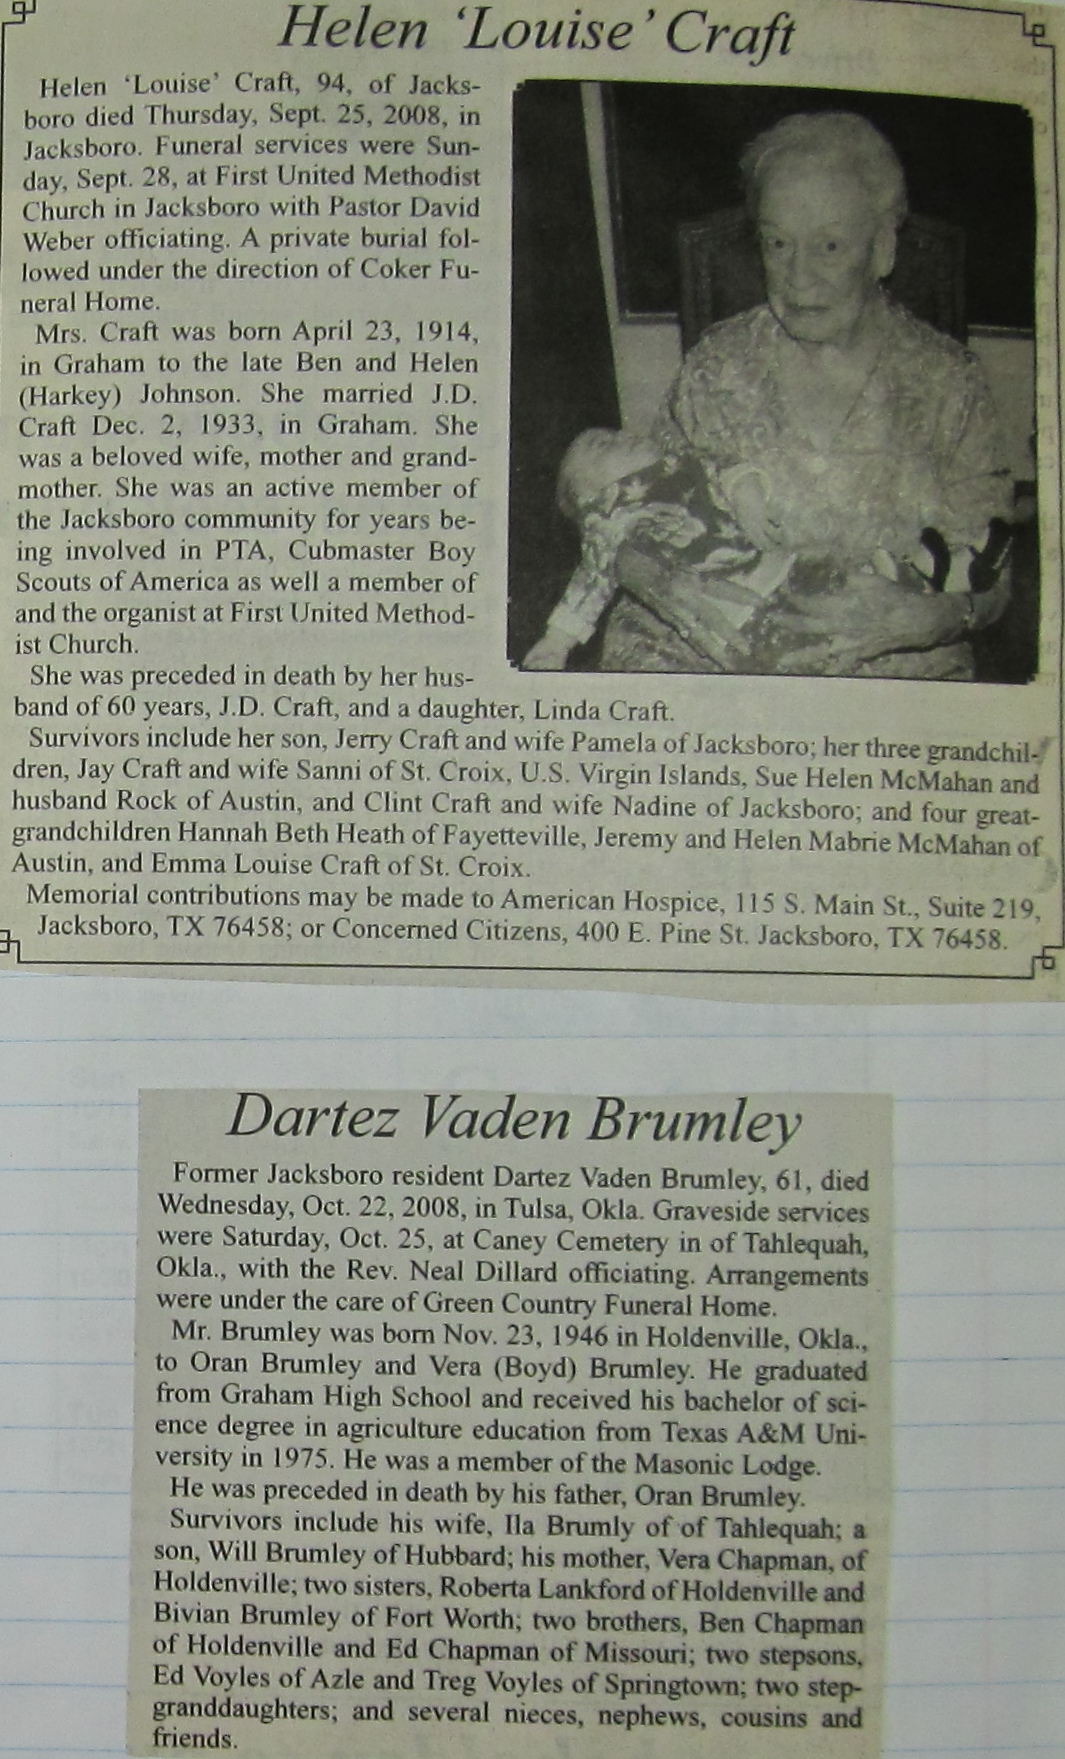 Helen ‘Louise’ Craft
Helen ‘Louise’ Craft, 94, of Jacks-
boro died Thursday, Sept. 25, 2008, in
Jacksboro. Funeral services were Sun-
day, Sept. 28, at First United Methodist
Church in Jacksboro with Pastor David
Weber officiating. A private burial fol-
lowed under the direction of Coker Fu-
neral Home.
Mrs. Craft was born April 23, 1914,
in Graham to the late Ben and Helen
(Harkey) Johnson. She married J.D.
Craft Dec. 2, 1933, in Graham. She
was a beloved wife, mother and grand-
mother. She was an active member of
the Jacksboro community for years be-
ing involved in PTA, Cubmaster Boy
Scouts of America as well a member of
and the organist at First United Method-
ist Church.
She was preceded in death by her hus-
band of 60 years, J.D. Craft, and a daughter, Linda Craft.
Survivors include her son, Jerry Craft and wife Pamela of Jacksboro; her three grandchil-
dren, Jay Craft and wife Sanni of St. Croix, U.S. Virgin Islands, Sue Helen McMahan and
husband Rock of Austin, and Clint Craft and wife Nadine of Jacksboro; and four great-
grandchildren Hannah Beth Heath of Fayetteville, Jeremy and Helen Mabrie McMahan of
Austin, and Emma Louise Craft of St. Croix.
Memorial contributions may be made to American Hospice, 115 S. Main St., Suite 219,
Jacksboro, TX 76458; or Concerned Citizens, 400 E. Pine St. Jacksboro, TX 76458.
Dartez Vaden Brumley
Former Jacksboro resident Dartez Vaden Brumley, 61, died
Wednesday, Oct. 22, 2008, in Tulsa, Okla. Graveside services
were Saturday, Oct. 25, at Caney Cemetery in of Tahlequah,
Okla., with the Rev. Neal Dillard officiating. Arrangements
were under the care of Green Country Funeral Home.
Mr. Brumley was born Nov. 23, 1946 in Holdenville, Okla.,
to Oran Brumley and Vera (Boyd) Brumley. He graduated
from Graham High School and received his bachelor of sci-
ence degree in agriculture education from Texas A&M Uni-
versity in 1975. He was a member of the Masonic Lodge.
He was preceded in death by his father, Oran Brumley.
Survivors include his wife, Ila Brumly of of Tahlequah; a
son, Will Brumley of Hubbard; his mother, Vera Chapman, of
Holdenville; two sisters, Roberta Lankford of Holdenville and
Bivian Brumley of Fort Worth; two brothers, Ben Chapman
of Holdenville and Ed Chapman of Missouri; two stepsons,
Ed Voyles of Azle and Treg Voyles of Springtown; two step-
granddaughters; and several nieces, nephews, cousins and
friends.